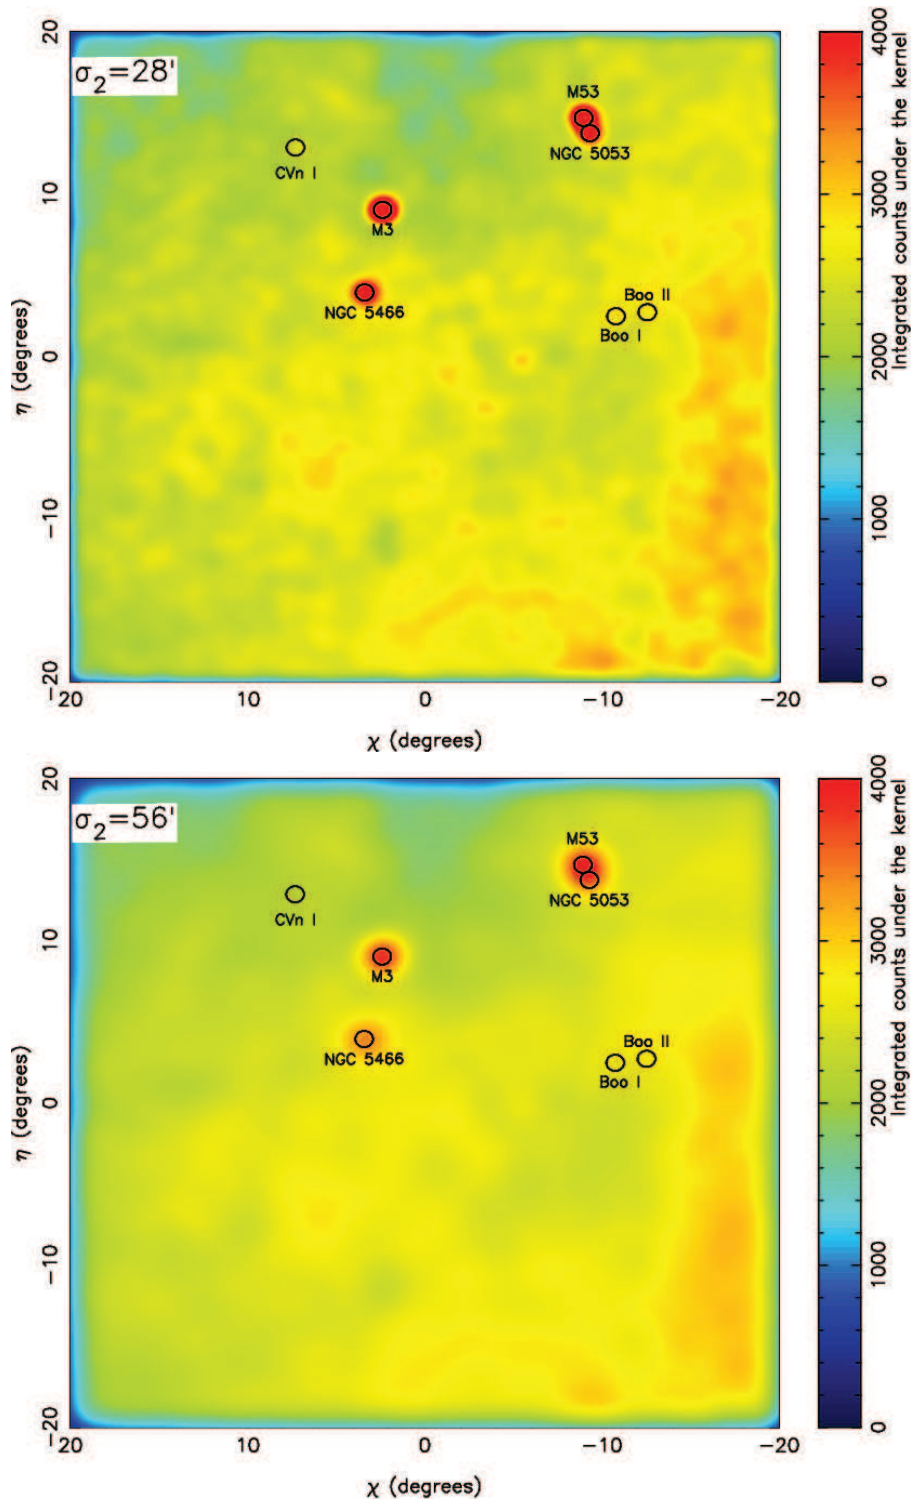 20
σ2=28'
M53
NGC 5053
CVn I
10
M3
NGC 5466
Boo II
Boo I
0
η (degrees)
-10
-20
20
10
0
-10
-20
χ (degrees)
4000
3000
2000
1000
0
Integrated counts under the kernel
20
σ2=56'
M53
NGC 5053
CVn I
10
M3
NGC 5466
Boo II
Boo I
0
η (degrees)
-10
-20
20
10
0
-10
-20
χ (degrees)
4000
3000
2000
1000
0
Integrated counts under the kernel